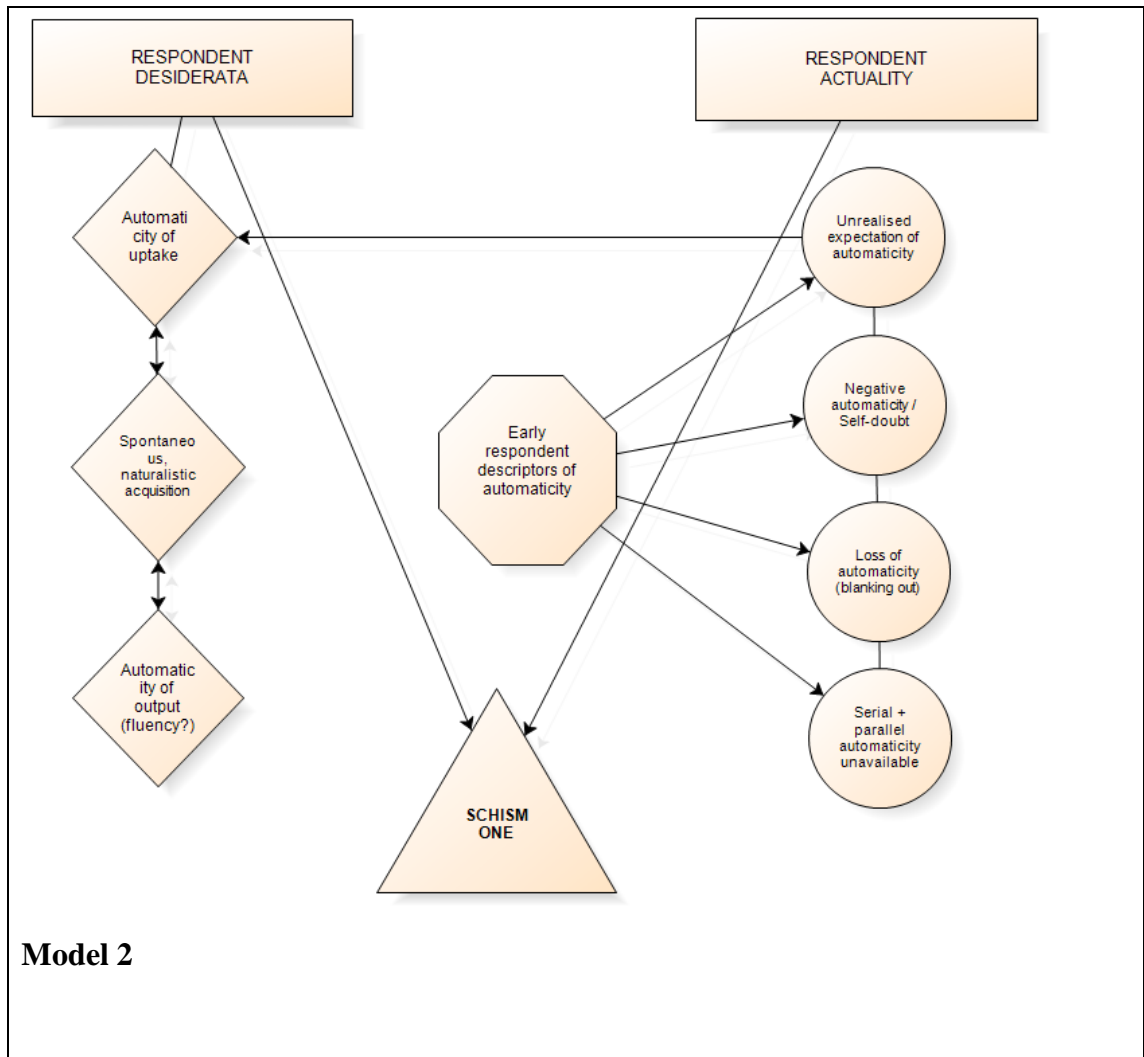 RESPONDENT
DESIDERATA
RESPONDENT
ACTUALITY
Automati
city of
uptake
Unrealised
expectation of
automaticity
Spontaneo
us,
naturalistic
acquisition
Early
respondent
descriptors of
automaticity
Negative
automaticity /
Self-doubt
Loss of
automaticity
(blanking out)
Automatic
ity of
output
(fluency?)
Serial +
parallel
automaticity
unavailable
SCHISM
ONE
Model 2